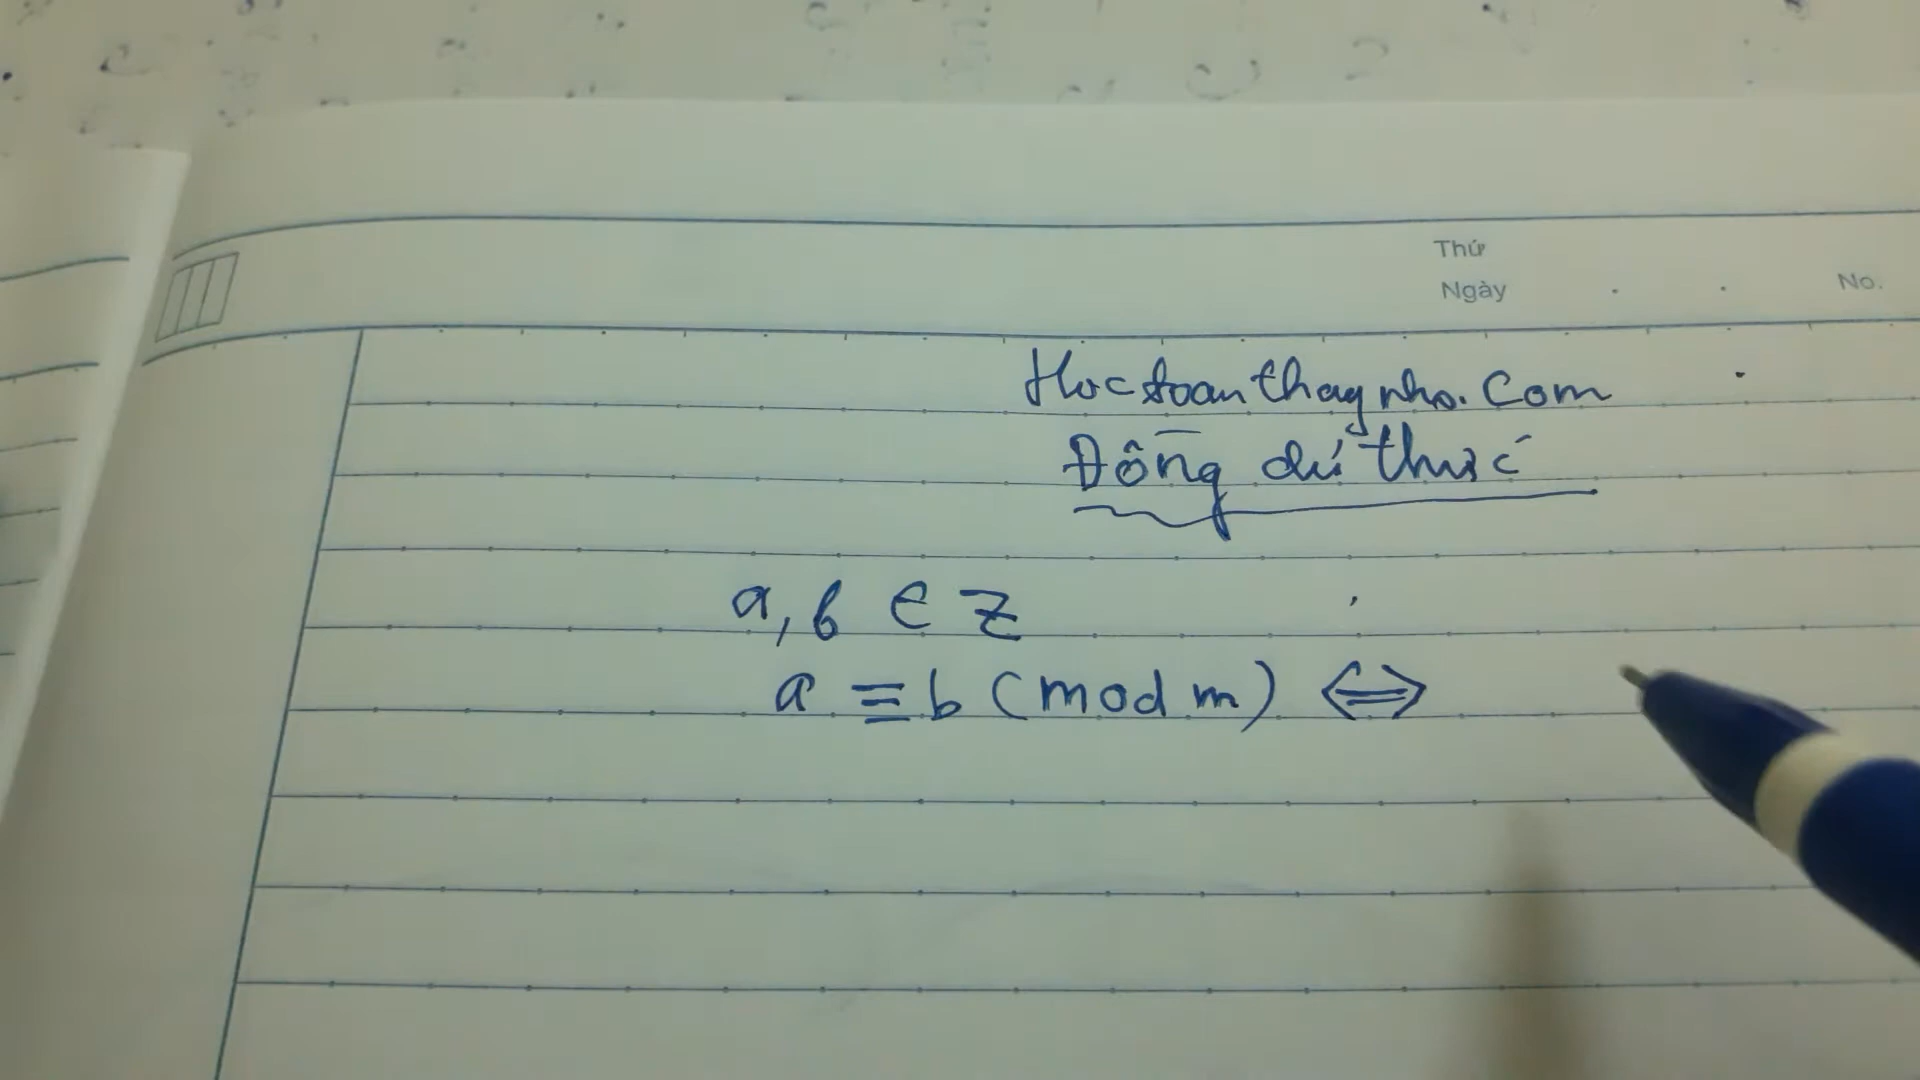 Thứ
Ngày . . No.
Hoctoanthaynho.Com
Đồng dư thức
a, b ∈ Z
a ≡ b (mod m) ⇔